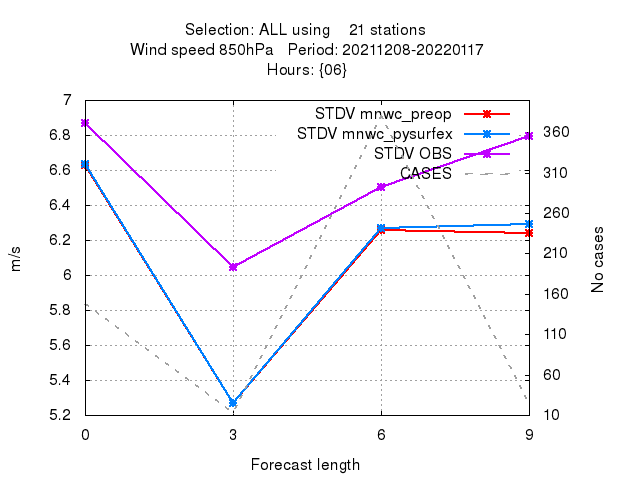 Selection: ALL using    21 stations
Wind speed 850hPa   Period: 20211208-20220117
Hours: {06}
STDV mnwc_preop
STDV mnwc_pysurfex
STDV OBS
CASES
7
6.8
6.6
6.4
6.2
6
5.8
5.6
5.4
5.2
m/s
360
310
260
210
160
110
60
10
No cases
0 3 6 9
Forecast length